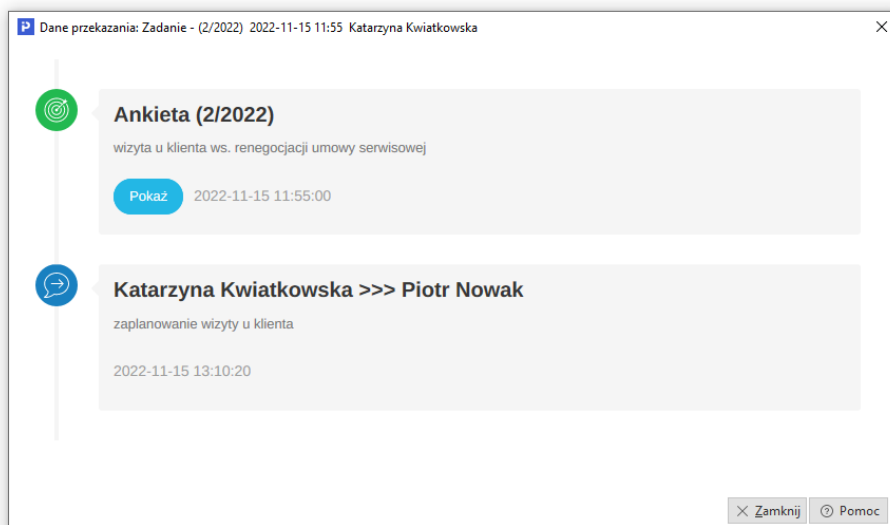 Dane przekazania: Zadanie - (2/2022) 2022-11-15 11:55 Katarzyna Kwiatkowska
Ankieta (2/2022)
wizyta u klienta ws. renegocjacji umowy serwisowej
Pokaż 2022-11-15 11:55:00
Katarzyna Kwiatkowska >>> Piotr Nowak
zaplanowanie wizyty u klienta
2022-11-15 13:10:20
Zamknij Pomoc